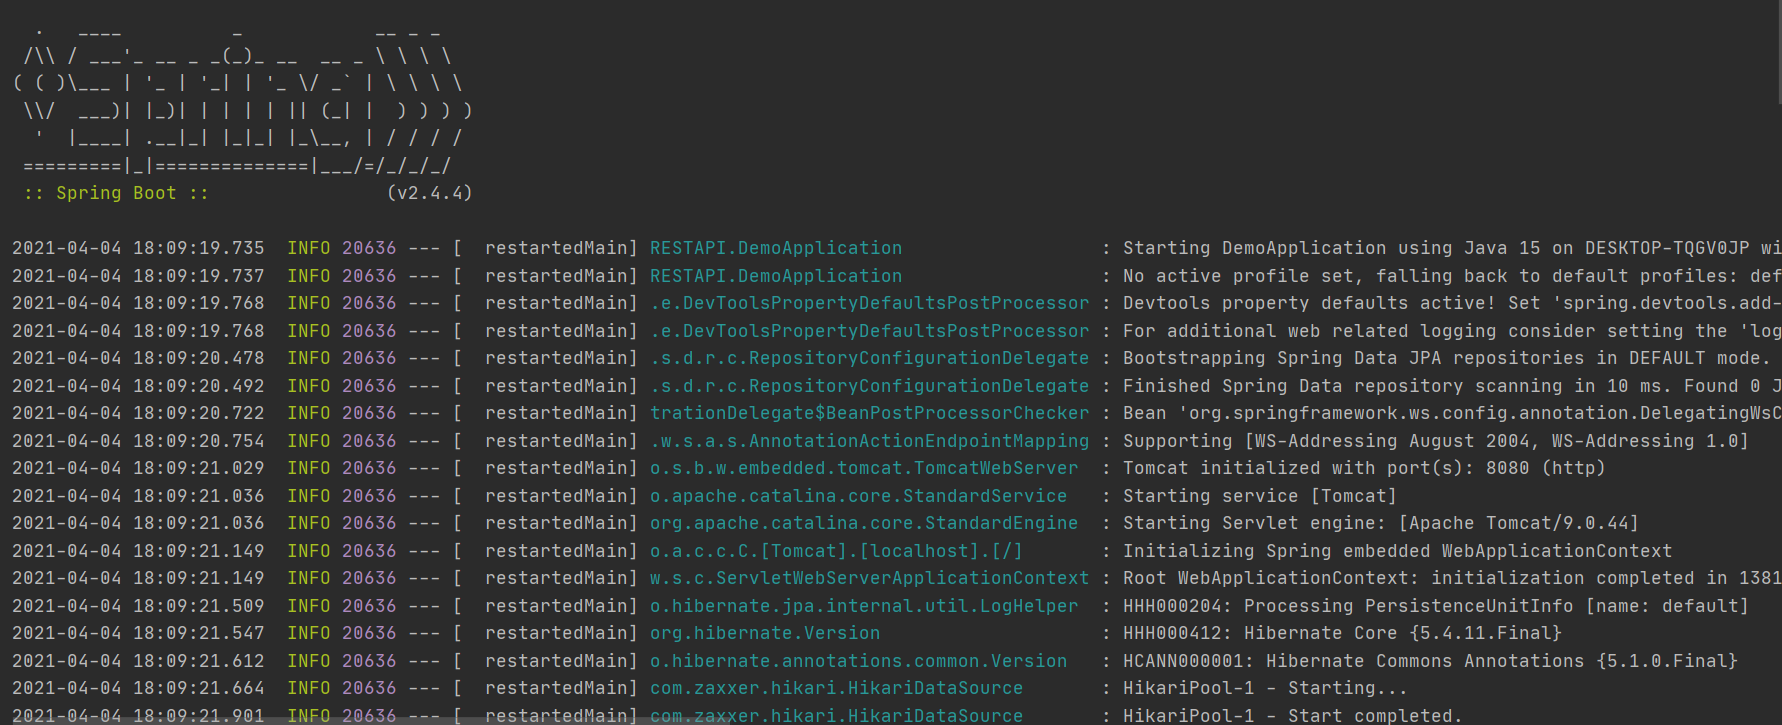 .   ____          _            __ _ _
 /\\ / ___'_ __ _ _(_)_ __  __ _ \ \ \ \
( ( )\___ | '_ | '_| | '_ \/ _` | \ \ \ \
 \\/  ___)| |_)| | | | | || (_| |  ) ) ) )
  '  |____| .__|_| |_|_| |_\__, | / / / /
 =========|_|==============|___/=/_/_/_/
 :: Spring Boot ::                (v2.4.4)
2021-04-04 18:09:19.735  INFO 20636 --- [  restartedMain] RESTAPI.DemoApplication                  : Starting DemoApplication using Java 15 on DESKTOP-TQGV0JP wi
2021-04-04 18:09:19.737  INFO 20636 --- [  restartedMain] RESTAPI.DemoApplication                  : No active profile set, falling back to default profiles: def
2021-04-04 18:09:19.768  INFO 20636 --- [  restartedMain] .e.DevToolsPropertyDefaultsPostProcessor : Devtools property defaults active! Set 'spring.devtools.add-
2021-04-04 18:09:19.768  INFO 20636 --- [  restartedMain] .e.DevToolsPropertyDefaultsPostProcessor : For additional web related logging consider setting the 'log
2021-04-04 18:09:20.478  INFO 20636 --- [  restartedMain] .s.d.r.c.RepositoryConfigurationDelegate : Bootstrapping Spring Data JPA repositories in DEFAULT mode.
2021-04-04 18:09:20.492  INFO 20636 --- [  restartedMain] .s.d.r.c.RepositoryConfigurationDelegate : Finished Spring Data repository scanning in 10 ms. Found 0 J
2021-04-04 18:09:20.722  INFO 20636 --- [  restartedMain] trationDelegate$BeanPostProcessorChecker : Bean 'org.springframework.ws.config.annotation.DelegatingWsC
2021-04-04 18:09:20.754  INFO 20636 --- [  restartedMain] .w.s.a.s.AnnotationActionEndpointMapping : Supporting [WS-Addressing August 2004, WS-Addressing 1.0]
2021-04-04 18:09:21.029  INFO 20636 --- [  restartedMain] o.s.b.w.embedded.tomcat.TomcatWebServer  : Tomcat initialized with port(s): 8080 (http)
2021-04-04 18:09:21.036  INFO 20636 --- [  restartedMain] o.apache.catalina.core.StandardService   : Starting service [Tomcat]
2021-04-04 18:09:21.036  INFO 20636 --- [  restartedMain] org.apache.catalina.core.StandardEngine  : Starting Servlet engine: [Apache Tomcat/9.0.44]
2021-04-04 18:09:21.149  INFO 20636 --- [  restartedMain] o.a.c.c.C.[Tomcat].[localhost].[/]       : Initializing Spring embedded WebApplicationContext
2021-04-04 18:09:21.149  INFO 20636 --- [  restartedMain] w.s.c.ServletWebServerApplicationContext : Root WebApplicationContext: initialization completed in 1381
2021-04-04 18:09:21.509  INFO 20636 --- [  restartedMain] o.hibernate.jpa.internal.util.LogHelper  : HHH000204: Processing PersistenceUnitInfo [name: default]
2021-04-04 18:09:21.547  INFO 20636 --- [  restartedMain] org.hibernate.Version                    : HHH000412: Hibernate Core {5.4.11.Final}
2021-04-04 18:09:21.612  INFO 20636 --- [  restartedMain] o.hibernate.annotations.common.Version   : HCANN000001: Hibernate Commons Annotations {5.1.0.Final}
2021-04-04 18:09:21.664  INFO 20636 --- [  restartedMain] com.zaxxer.hikari.HikariDataSource       : HikariPool-1 - Starting...
2021-04-04 18:09:21.901  INFO 20636 --- [  restartedMain] com.zaxxer.hikari.HikariDataSource       : HikariPool-1 - Start completed.